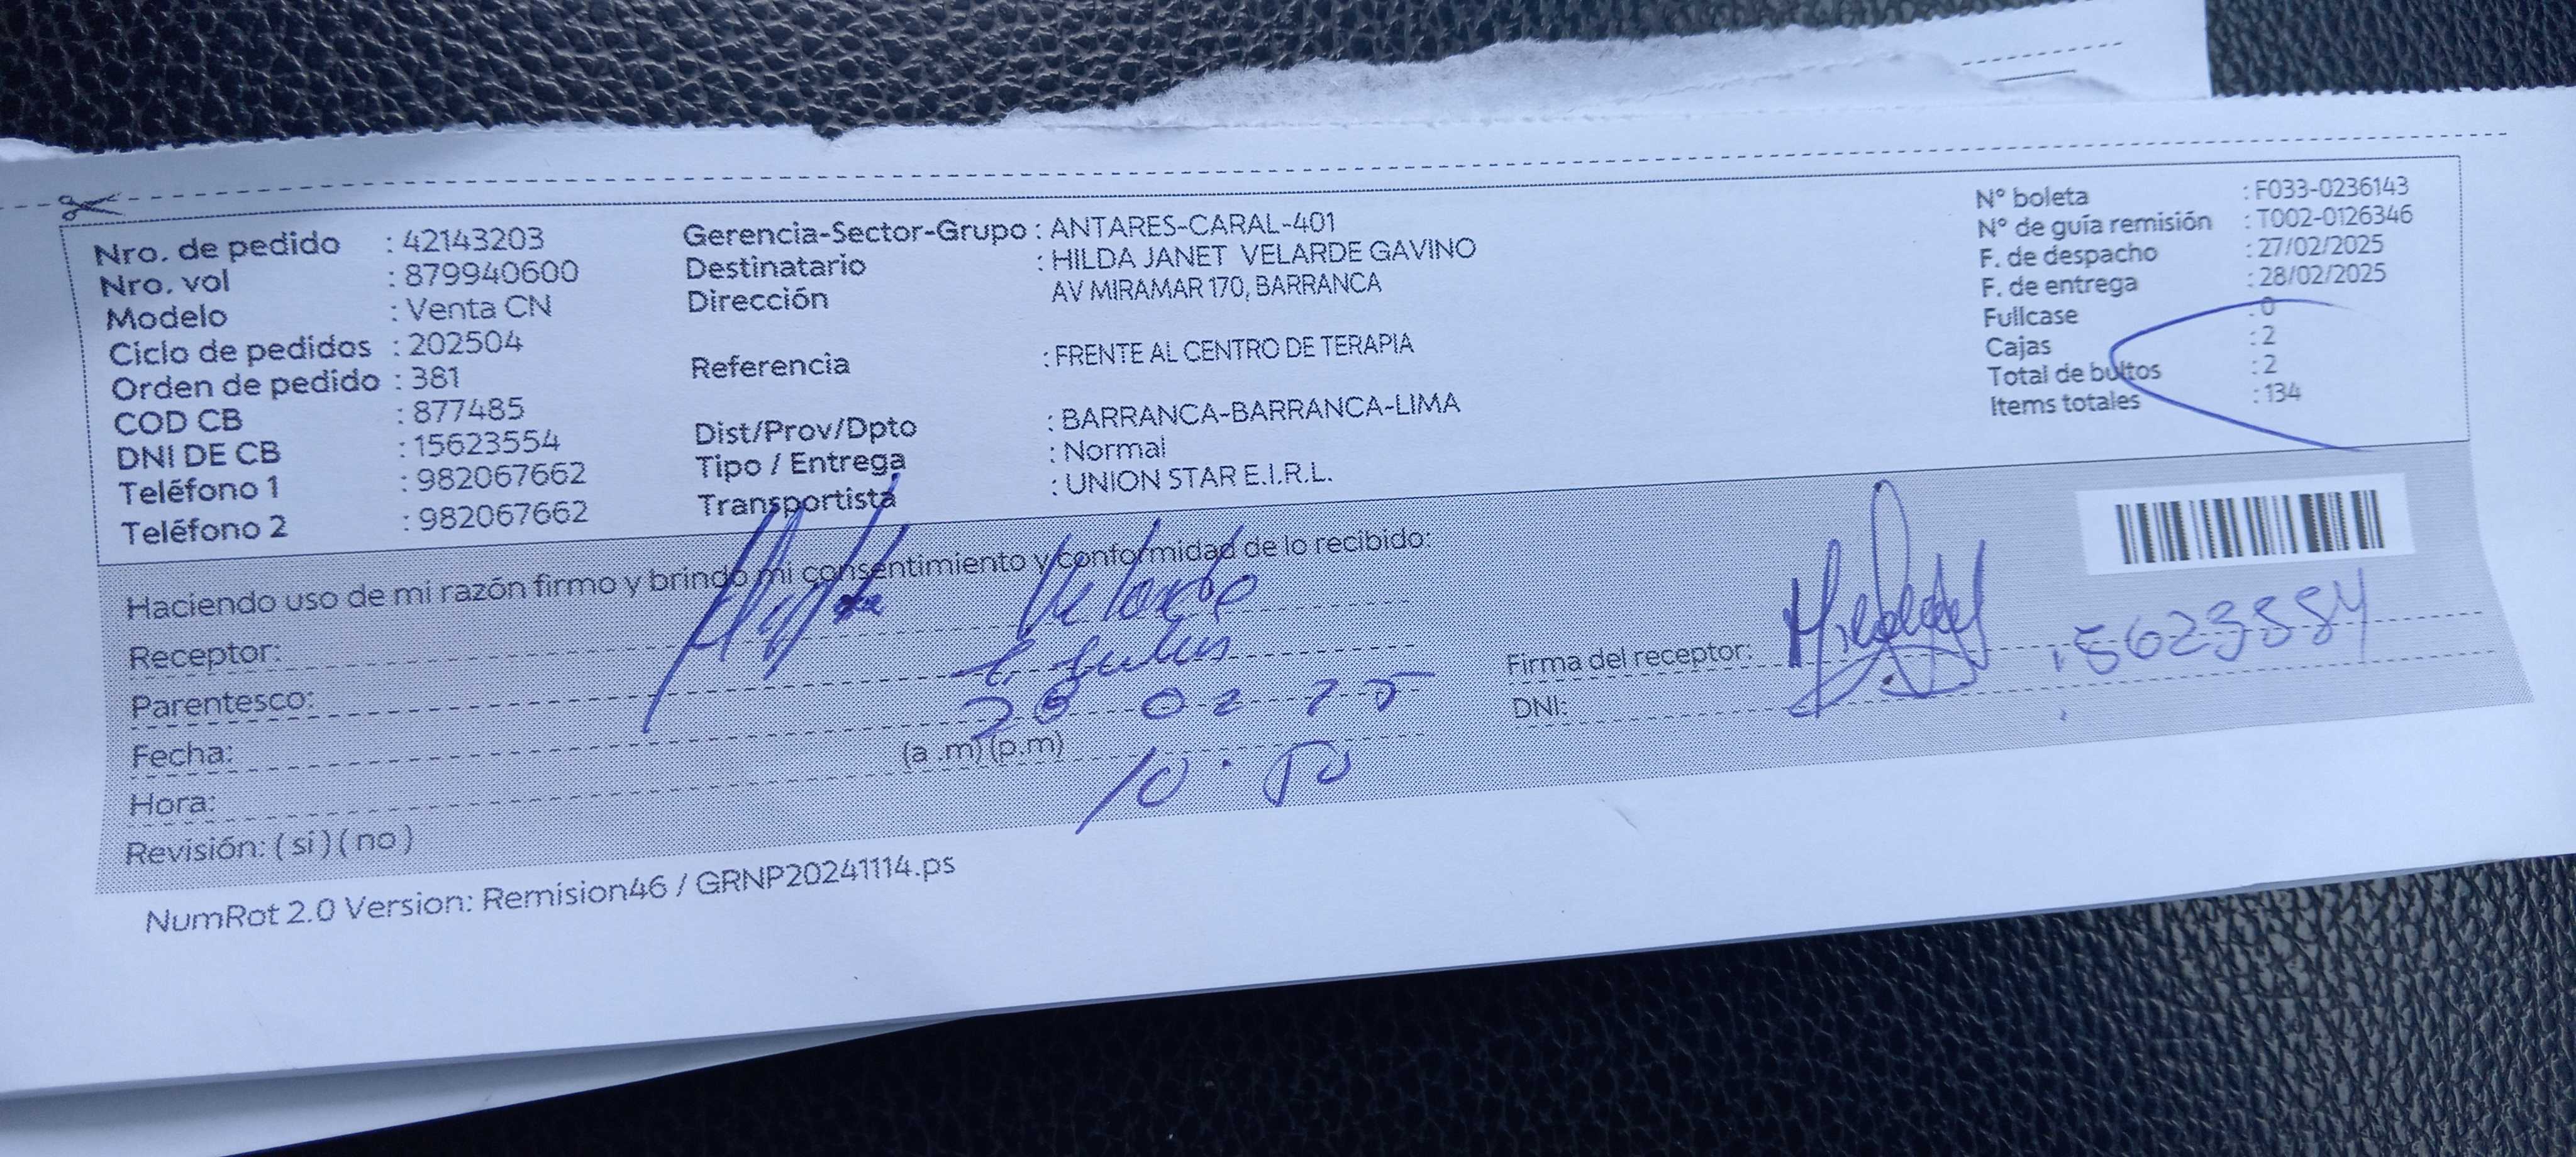 Nro. de pedido : 42143203
Nro. vol : 879940600
Modelo : Venta CN
Ciclo de pedidos : 202504
Orden de pedido : 381
COD CB : 877485
DNI DE CB : 15623554
Teléfono 1 : 982067662
Teléfono 2 : 982067662
Gerencia-Sector-Grupo : ANTARES-CARAL-401
Destinatario : HILDA JANET VELARDE GAVINO
Dirección AV MIRAMAR 170, BARRANCA
Referencia : FRENTE AL CENTRO DE TERAPIA
Dist/Prov/Dpto : BARRANCA-BARRANCA-LIMA
Tipo / Entrega : Normal
Transportista : UNION STAR E.I.R.L.
N° boleta : F033-0236143
N° de guía remisión : T002-0126346
F. de despacho : 27/02/2025
F. de entrega : 28/02/2025
Fullcase : 0
Cajas : 2
Total de bultos : 2
Items totales : 134
Haciendo uso de mi razón firmo y brindo mi consentimiento y conformidad de lo recibido:
Receptor: Velarde
Parentesco:
Fecha: 28 02 25
Hora: (a .m) (p.m) 10. 50
Revisión: ( si ) ( no )
Firma del receptor:
DNI: 15623554
NumRot 2.0 Version: Remision46 / GRNP20241114.ps